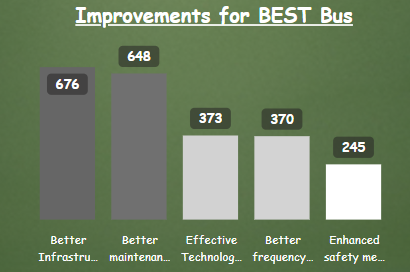 Improvements for BEST Bus
676
648
373
370
245
Better
Infrastru...
Better
maintenan...
Effective
Technolog...
Better
frequency...
Enhanced
safety me...